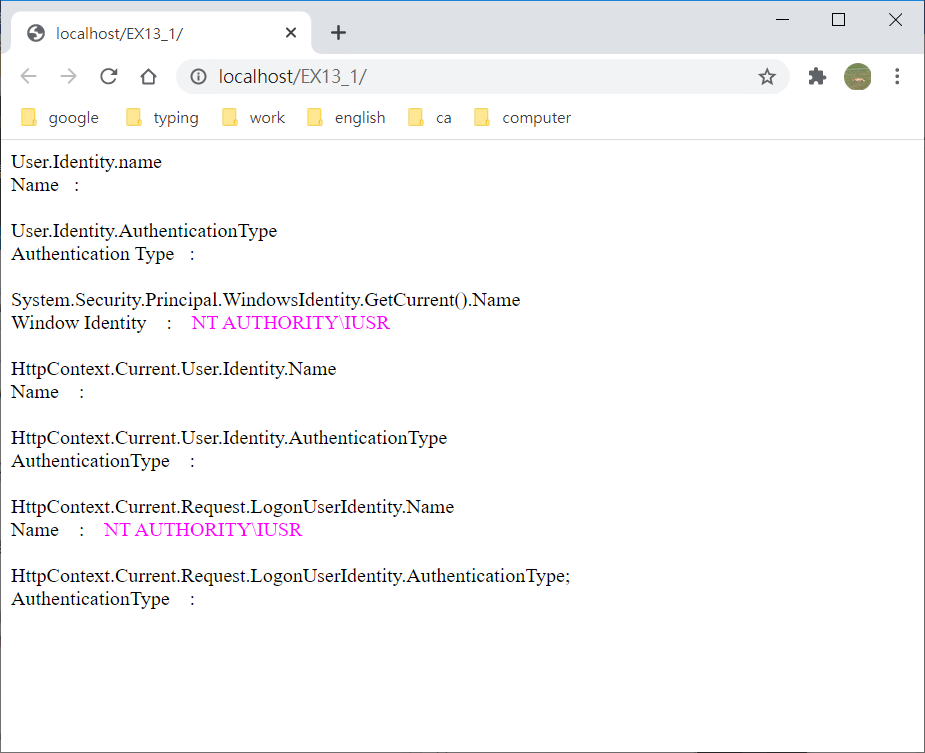 localhost/EX13_1/
localhost/EX13_1/
google typing work english ca computer
User.Identity.name
Name :
User.Identity.AuthenticationType
Authentication Type :
System.Security.Principal.WindowsIdentity.GetCurrent().Name
Window Identity : NT AUTHORITY\IUSR
HttpContext.Current.User.Identity.Name
Name :
HttpContext.Current.User.Identity.AuthenticationType
AuthenticationType :
HttpContext.Current.Request.LogonUserIdentity.Name
Name : NT AUTHORITY\IUSR
HttpContext.Current.Request.LogonUserIdentity.AuthenticationType;
AuthenticationType :